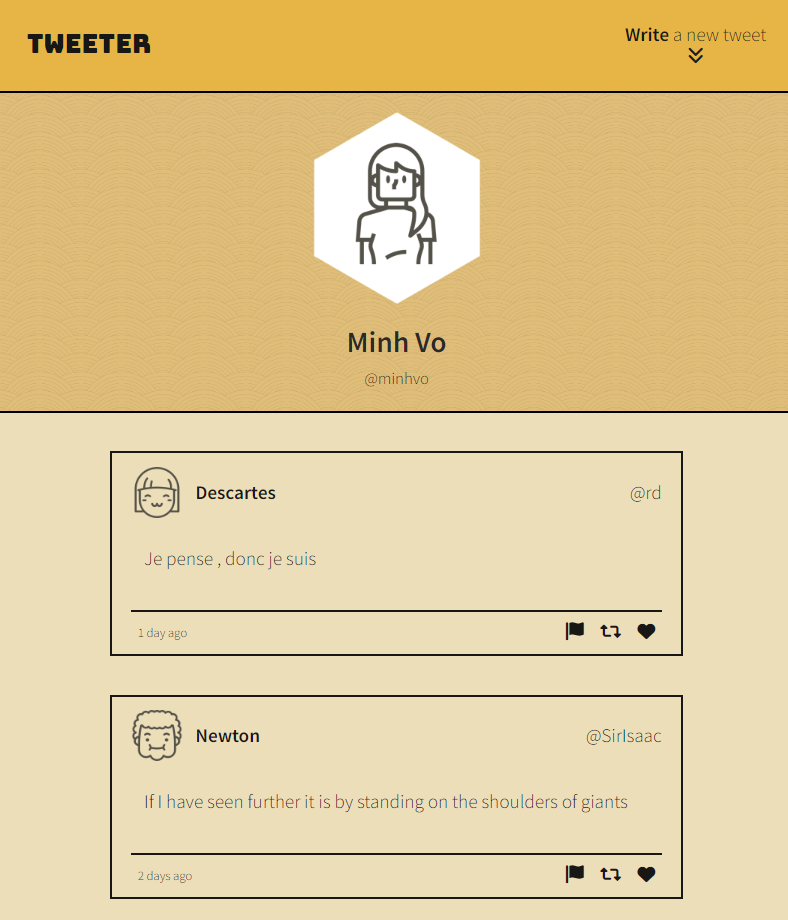 TWEETER
Write a new tweet
Minh Vo
@minhvo
Descartes
@rd
Je pense , donc je suis
1 day ago
Newton
@SirIsaac
If I have seen further it is by standing on the shoulders of giants
2 days ago